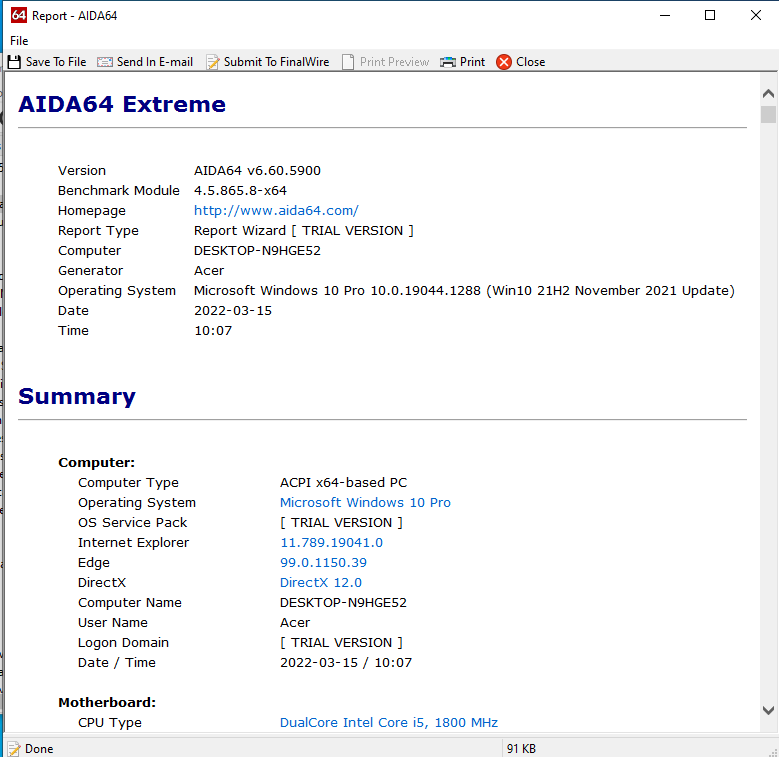 64 Report - AIDA64
File
Save To File Send In E-mail Submit To FinalWire Print Preview Print Close
AIDA64 Extreme
Version AIDA64 v6.60.5900
Benchmark Module 4.5.865.8-x64
Homepage http://www.aida64.com/
Report Type Report Wizard [ TRIAL VERSION ]
Computer DESKTOP-N9HGE52
Generator Acer
Operating System Microsoft Windows 10 Pro 10.0.19044.1288 (Win10 21H2 November 2021 Update)
Date 2022-03-15
Time 10:07
Summary
Computer:
Computer Type ACPI x64-based PC
Operating System Microsoft Windows 10 Pro
OS Service Pack [ TRIAL VERSION ]
Internet Explorer 11.789.19041.0
Edge 99.0.1150.39
DirectX DirectX 12.0
Computer Name DESKTOP-N9HGE52
User Name Acer
Logon Domain [ TRIAL VERSION ]
Date / Time 2022-03-15 / 10:07
Motherboard:
CPU Type DualCore Intel Core i5, 1800 MHz
Done 91 KB